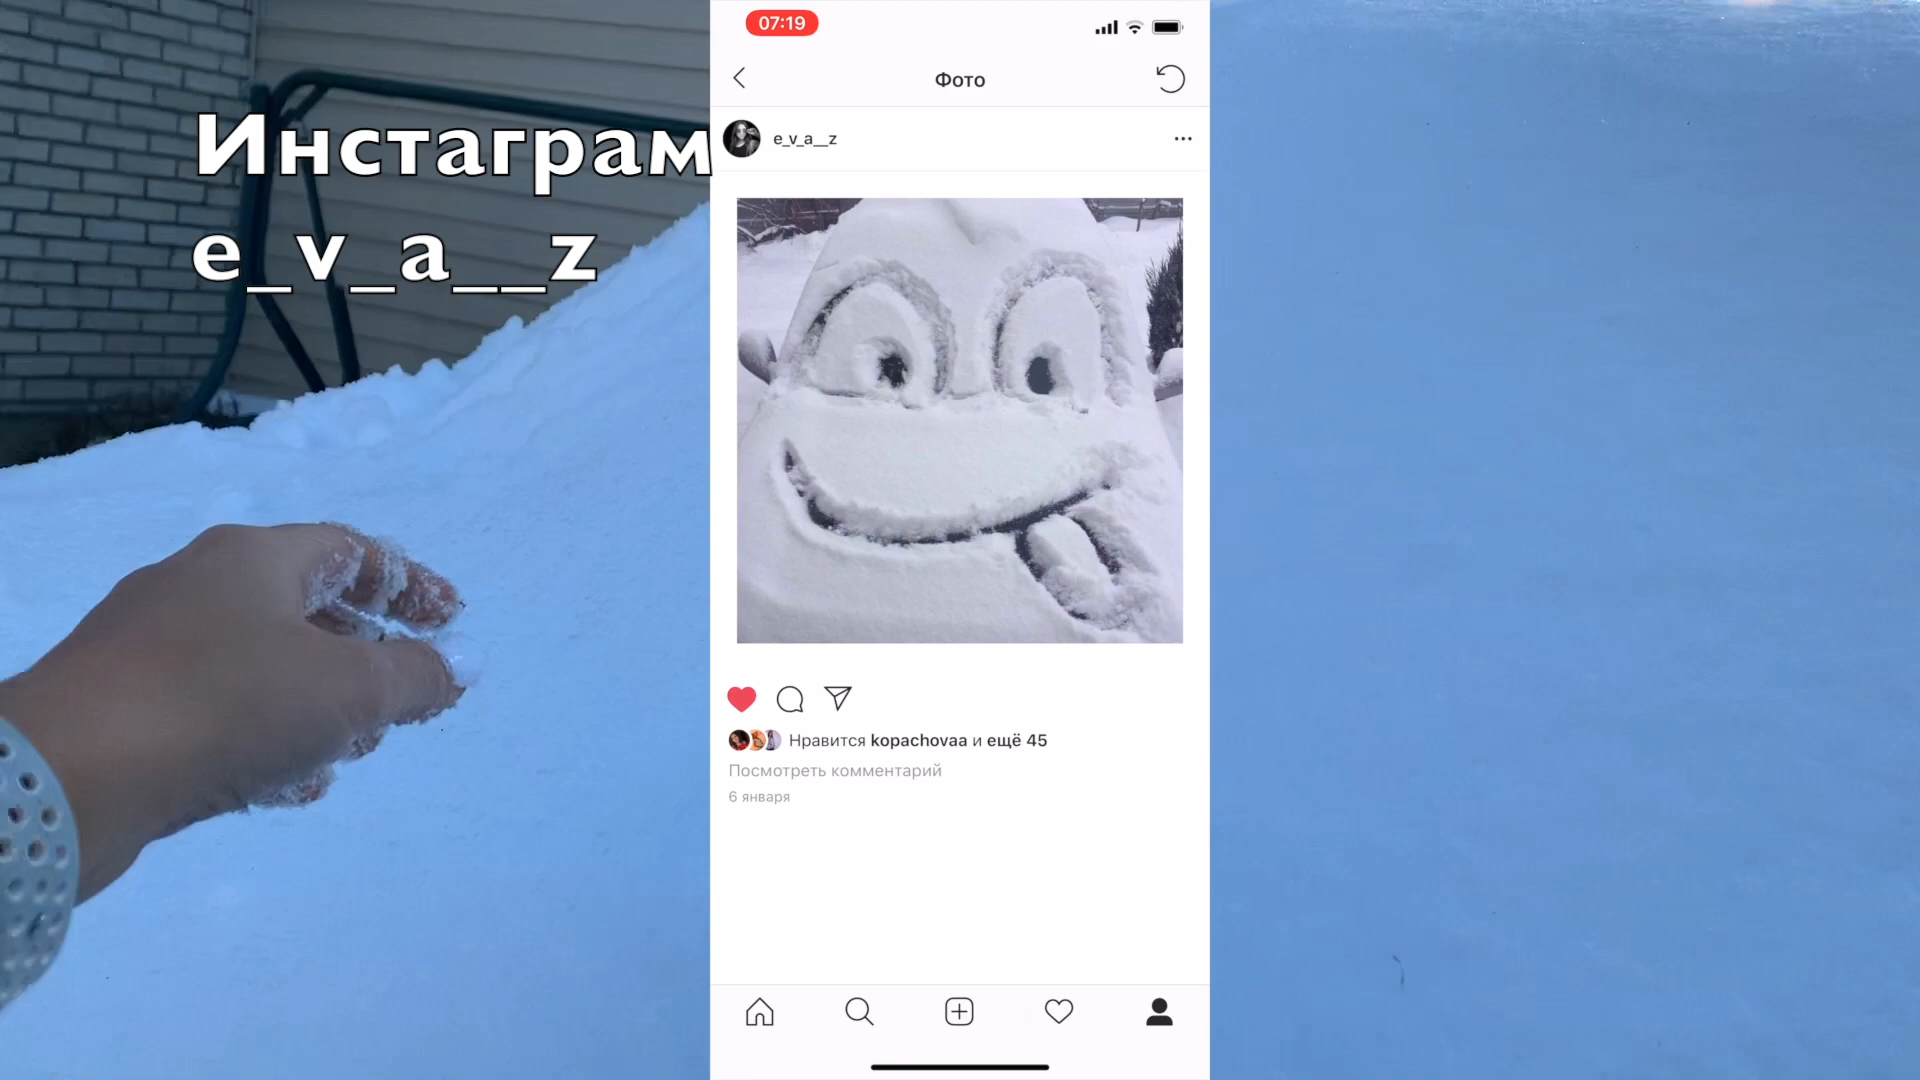 Инстаграм
e_v_a__z
07:19
Фото
e_v_a__z
Нравится kopachovaa и ещё 45
Посмотреть комментарий
6 января